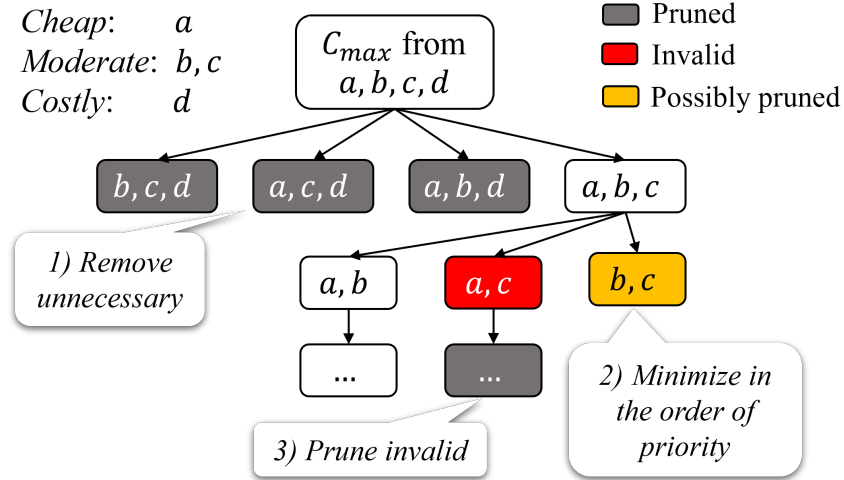 Cheap: a
Moderate: b, c
Costly: d
C_max from
a, b, c, d
Pruned
Invalid
Possibly pruned
b, c, d
a, c, d
a, b, d
a, b, c
1) Remove
unnecessary
a, b
a, c
b, c
...
...
2) Minimize in
the order of
priority
3) Prune invalid